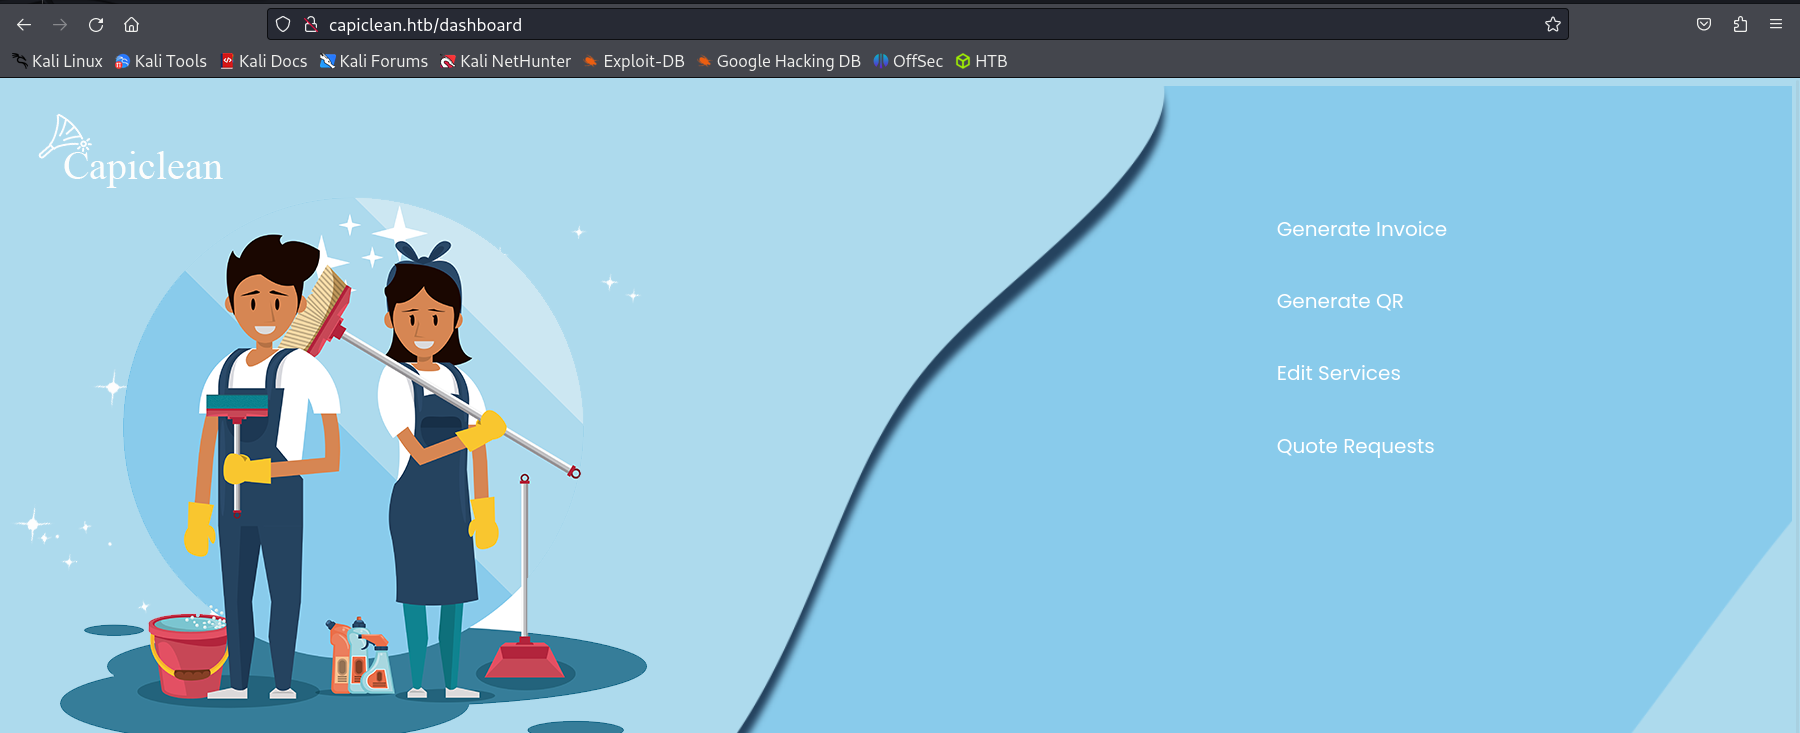 capiclean.htb/dashboard
Kali Linux Kali Tools Kali Docs Kali Forums Kali NetHunter Exploit-DB Google Hacking DB OffSec HTB
Capiclean
Generate Invoice
Generate QR
Edit Services
Quote Requests